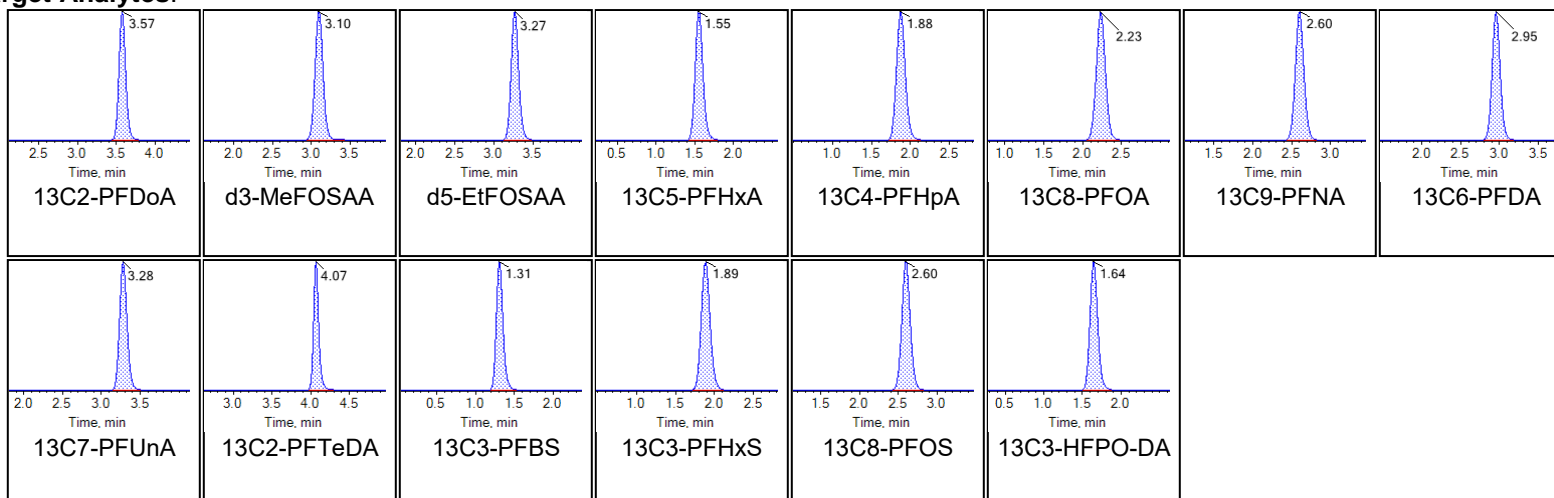 rget Analytes:
3.57 3.10 3.27 1.55 1.88 2.23 2.60 2.95
2.5 3.0 3.5 4.0 2.0 2.5 3.0 3.5 2.0 2.5 3.0 3.5 0.5 1.0 1.5 2.0 1.0 1.5 2.0 2.5 1.0 1.5 2.0 2.5 1.5 2.0 2.5 3.0 2.0 2.5 3.0 3.5
Time, min Time, min Time, min Time, min Time, min Time, min Time, min Time, min
13C2-PFDoA d3-MeFOSAA d5-EtFOSAA 13C5-PFHxA 13C4-PFHpA 13C8-PFOA 13C9-PFNA 13C6-PFDA
3.28 4.07 1.31 1.89 2.60 1.64
2.0 2.5 3.0 3.5 3.0 3.5 4.0 4.5 0.5 1.0 1.5 2.0 1.0 1.5 2.0 2.5 1.5 2.0 2.5 3.0 0.5 1.0 1.5 2.0
Time, min Time, min Time, min Time, min Time, min Time, min
13C7-PFUnA 13C2-PFTeDA 13C3-PFBS 13C3-PFHxS 13C8-PFOS 13C3-HFPO-DA